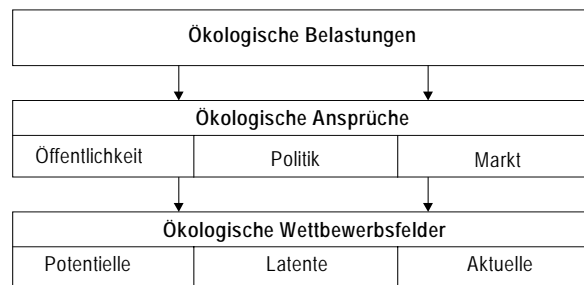 Ökologische Belastungen
Ökologische Ansprüche
Öffentlichkeit Politik Markt
Ökologische Wettbewerbsfelder
Potentielle Latente Aktuelle